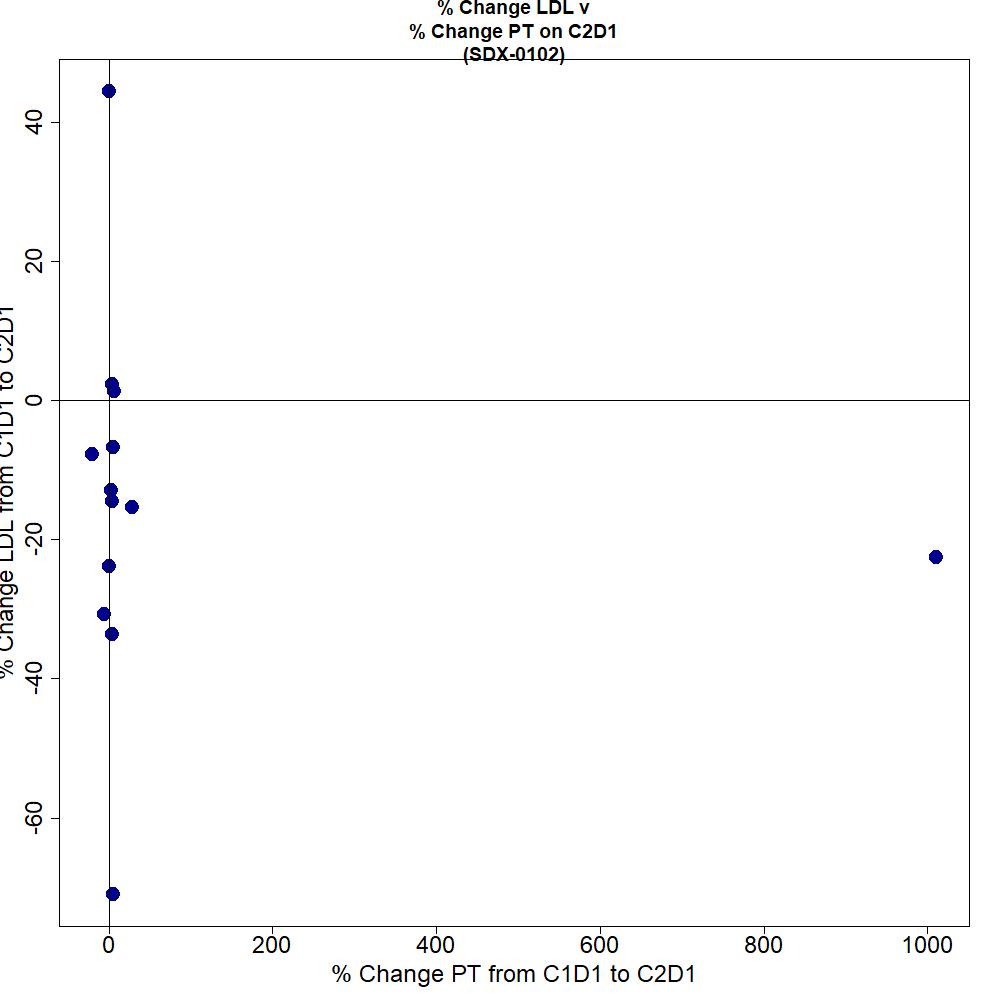 % Change LDL v
% Change PT on C2D1
(SDX-0102)
% Change LDL from C1D1 to C2D1
40
20
0
-20
-40
-60
0
200
400
600
800
1000
% Change PT from C1D1 to C2D1